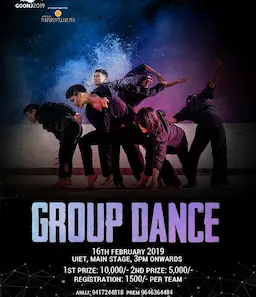 GOONJ2019
GROUP DANCE
16TH FEBRUARY 2019
UIET, MAIN STAGE, 3PM ONWARDS
1ST PRIZE: 10,000/- 2ND PRIZE: 5,000/-
REGISTRATION: 1500/- PER TEAM
ANUJ: 9417244818 PREM 9646364484